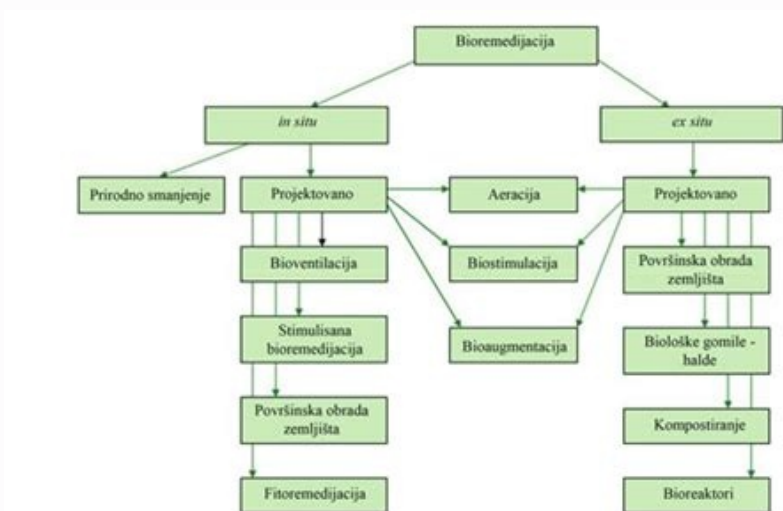 Bioremedijacija
in situ
ex situ
Prirodno smanjenje
Projektovano
Aeracija
Projektovano
Bioventilacija
Biostimulacija
Površinska obrada
zemljišta
Stimulisana
bioremedijacija
Bioaugmentacija
Biološke gomile -
halde
Površinska obrada
zemljišta
Kompostiranje
Fitoremedijacija
Bioreaktori